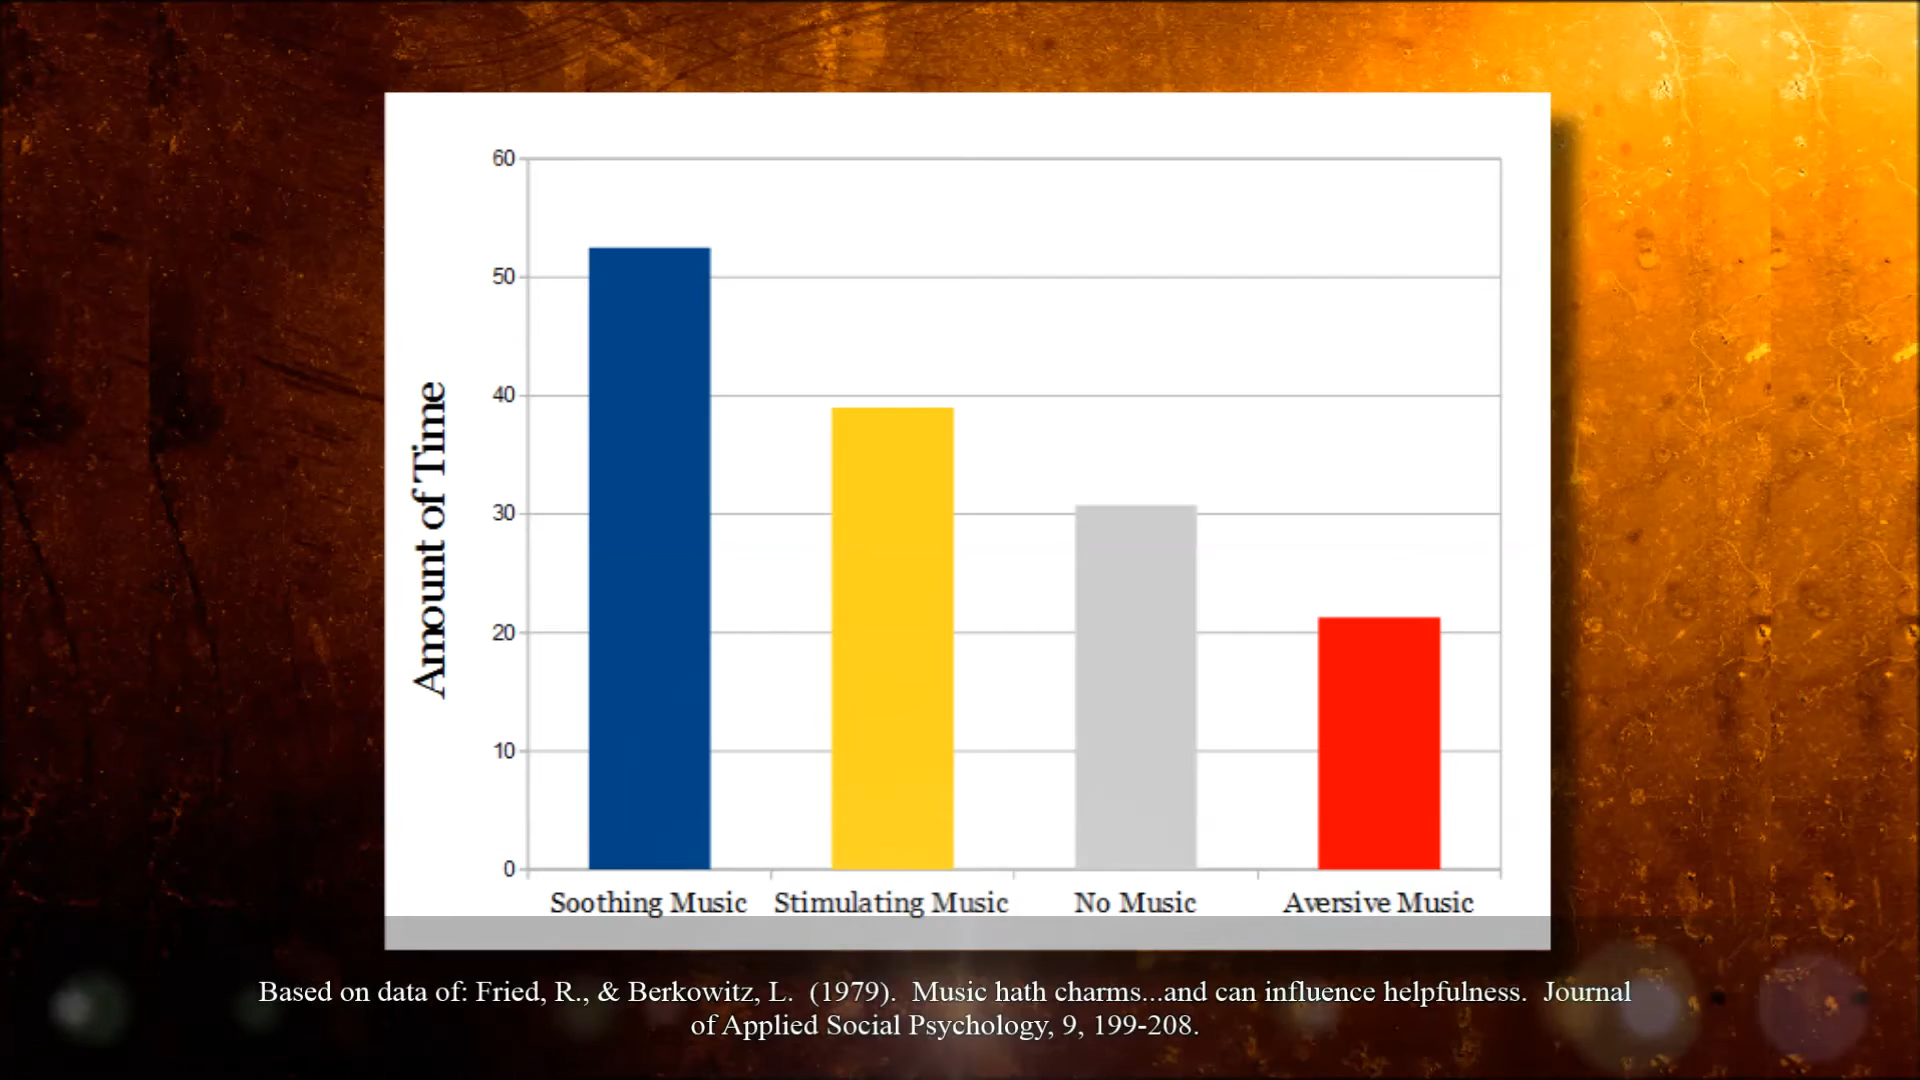 60
50
40
30
20
10
0
Amount of Time
Soothing Music Stimulating Music No Music Aversive Music
Based on data of: Fried, R., & Berkowitz, L.  (1979).  Music hath charms...and can influence helpfulness.  Journal
of Applied Social Psychology, 9, 199-208.